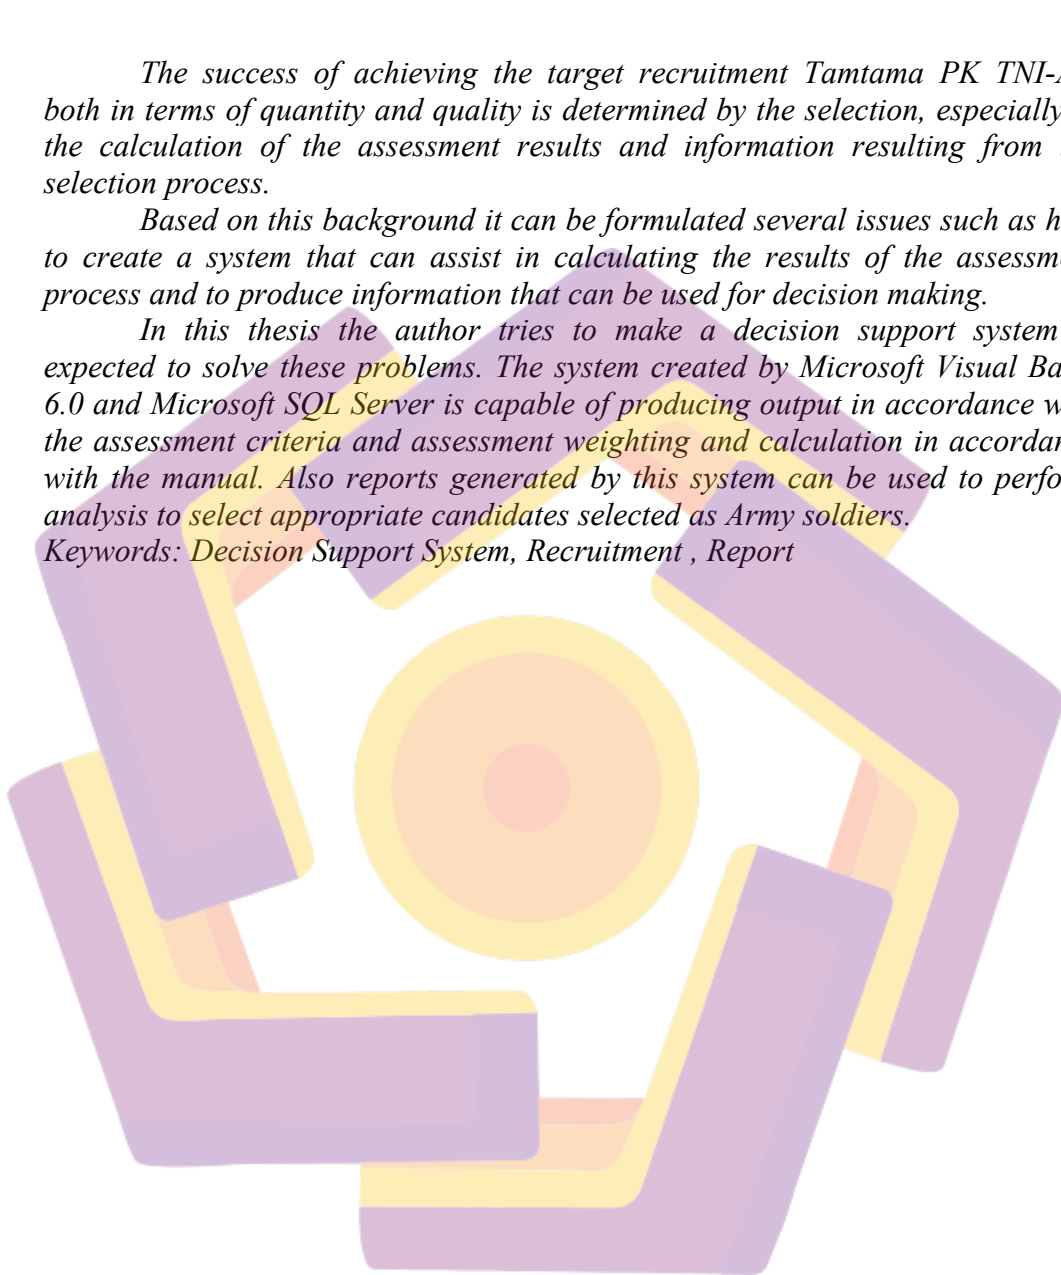 The success of achieving the target recruitment Tamtama PK TNI-
both in terms of quantity and quality is determined by the selection, especially
the calculation of the assessment results and information resulting from
selection process.
Based on this background it can be formulated several issues such as h
to create a system that can assist in calculating the results of the assessm
process and to produce information that can be used for decision making.
In this thesis the author tries to make a decision support system
expected to solve these problems. The system created by Microsoft Visual Ba
6.0 and Microsoft SQL Server is capable of producing output in accordance w
the assessment criteria and assessment weighting and calculation in accordan
with the manual. Also reports generated by this system can be used to perfo
analysis to select appropriate candidates selected as Army soldiers.
Keywords: Decision Support System, Recruitment , Report